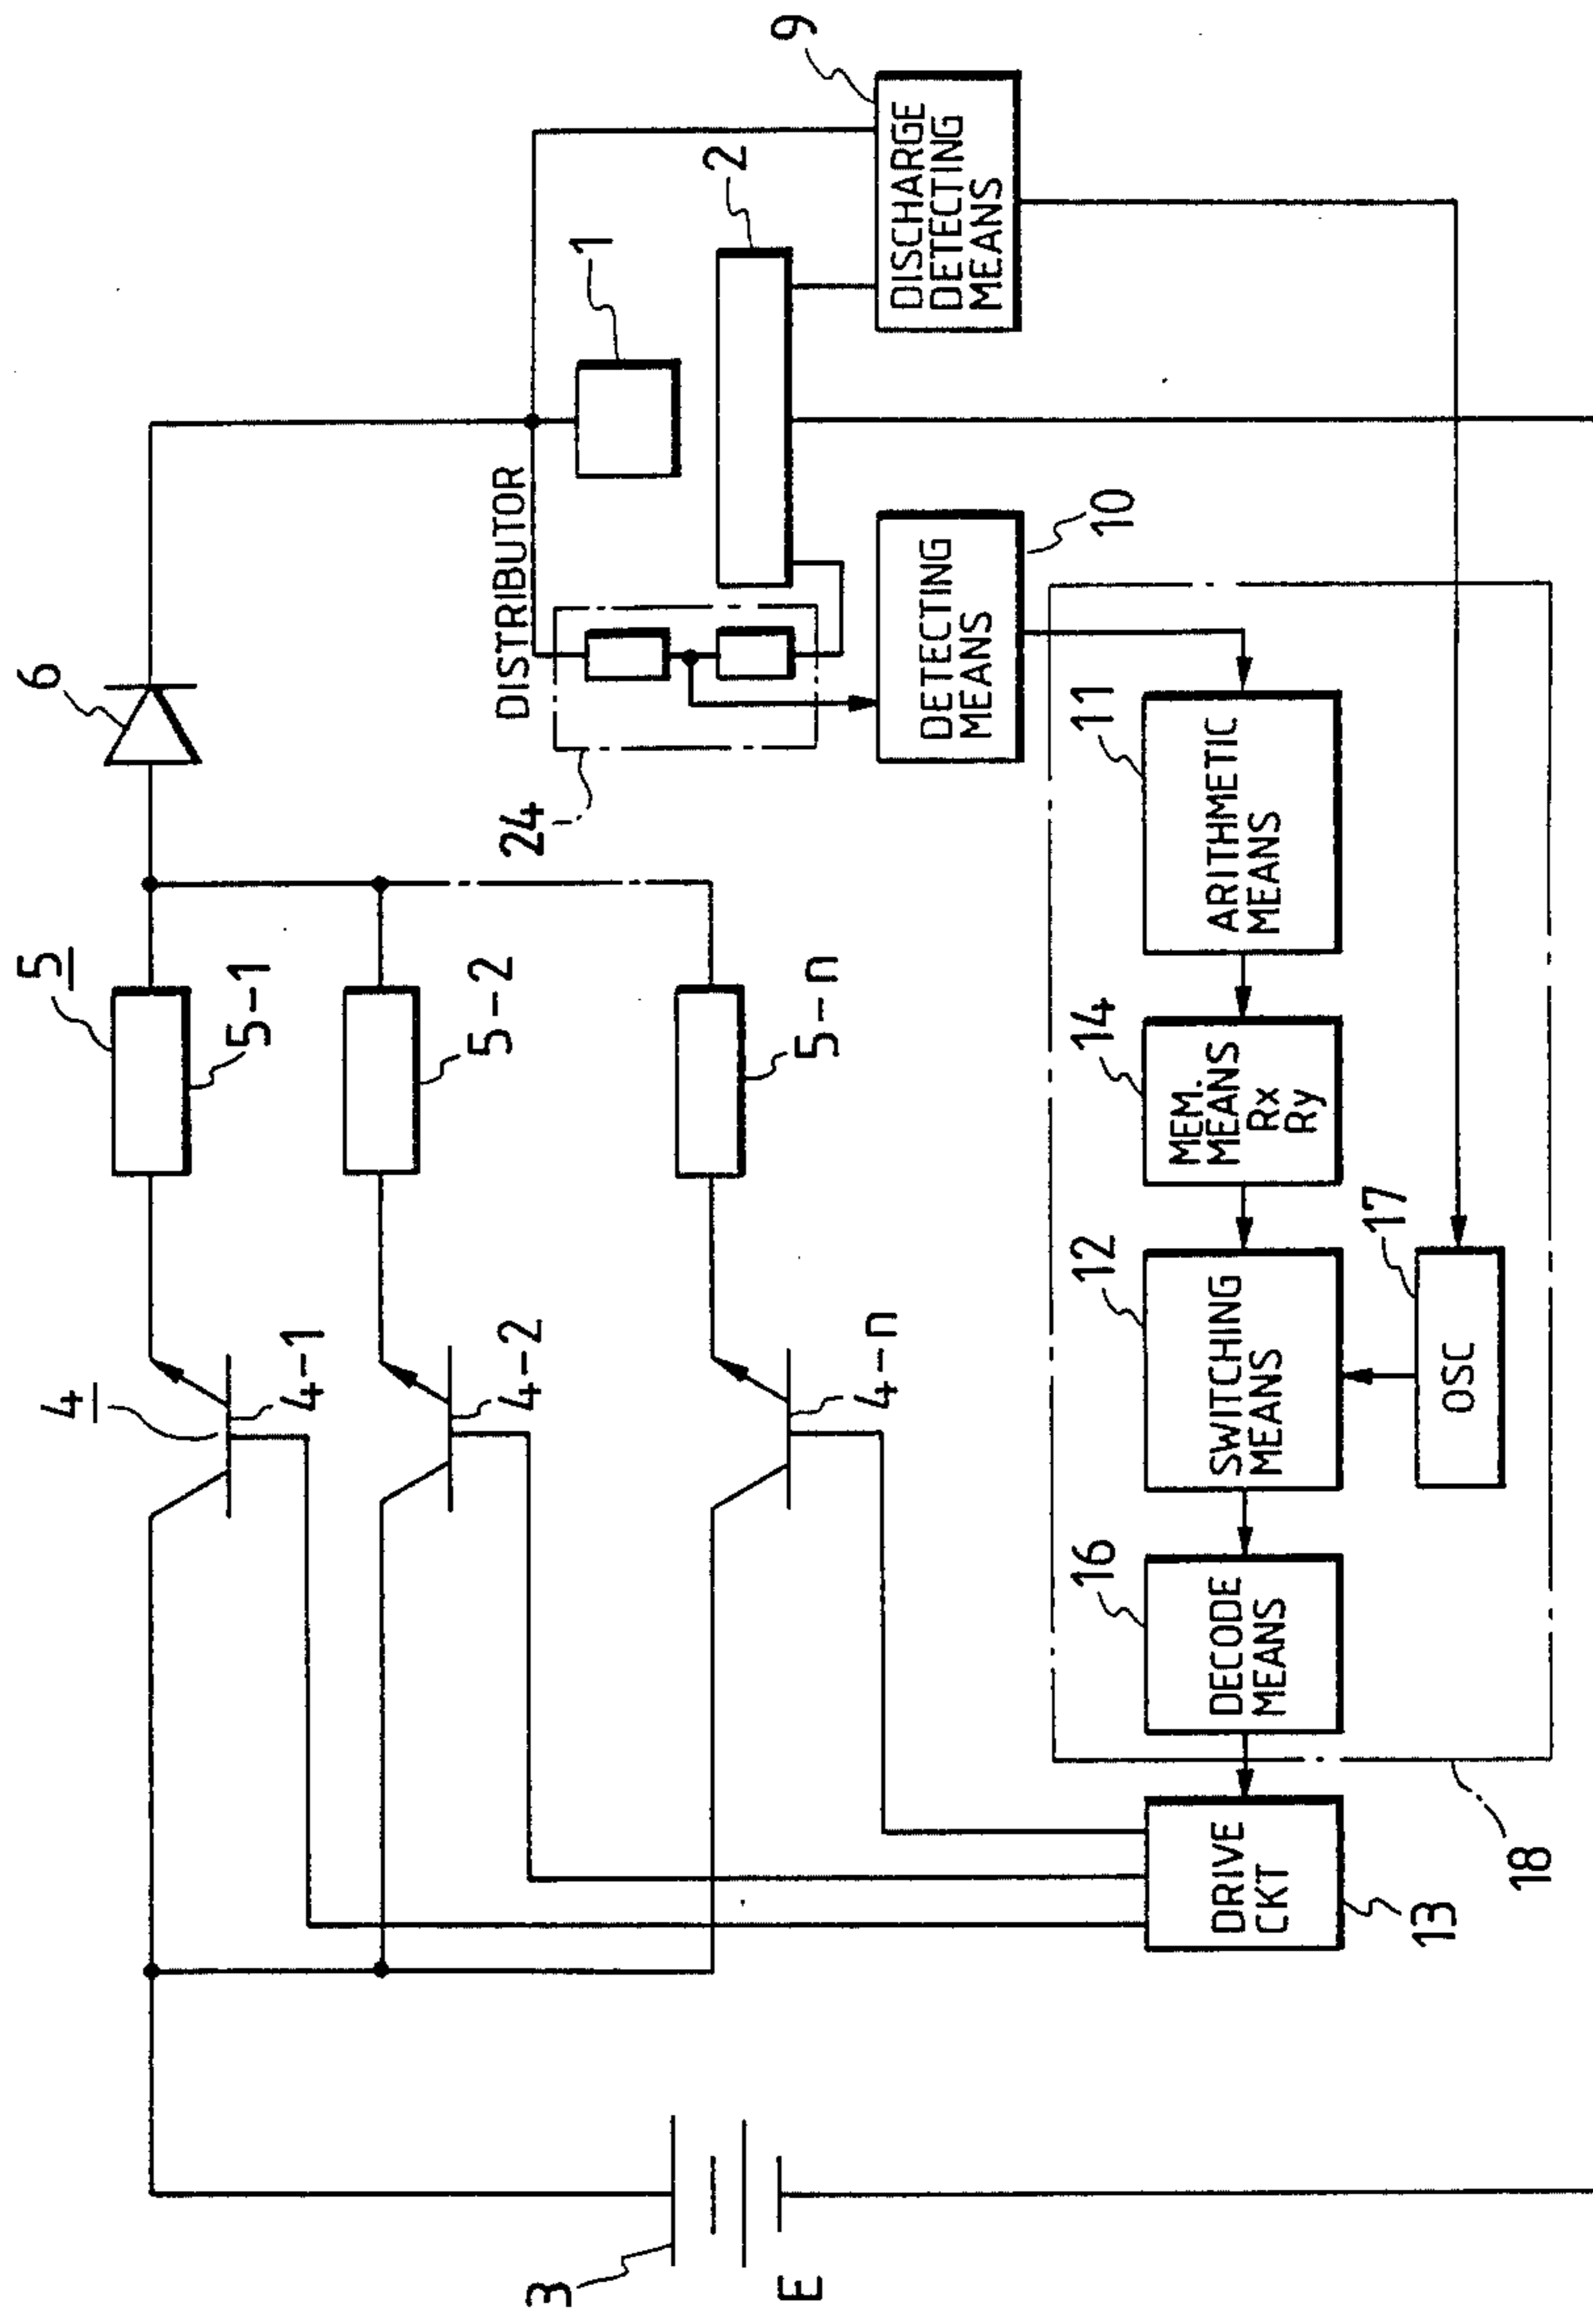 5
5-1
6
4
4-1
5-2
4-2
5-n
4-n
3
E
DISTRIBUTOR
24
1
2
9
DISCHARGE
DETECTING
MEANS
DETECTING
MEANS
10
13
DRIVE
CKT
16
DECODE
MEANS
12
SWITCHING
MEANS
14
MEM.
MEANS
Rx
Ry
11
ARITHMETIC
MEANS
17
OSC
18